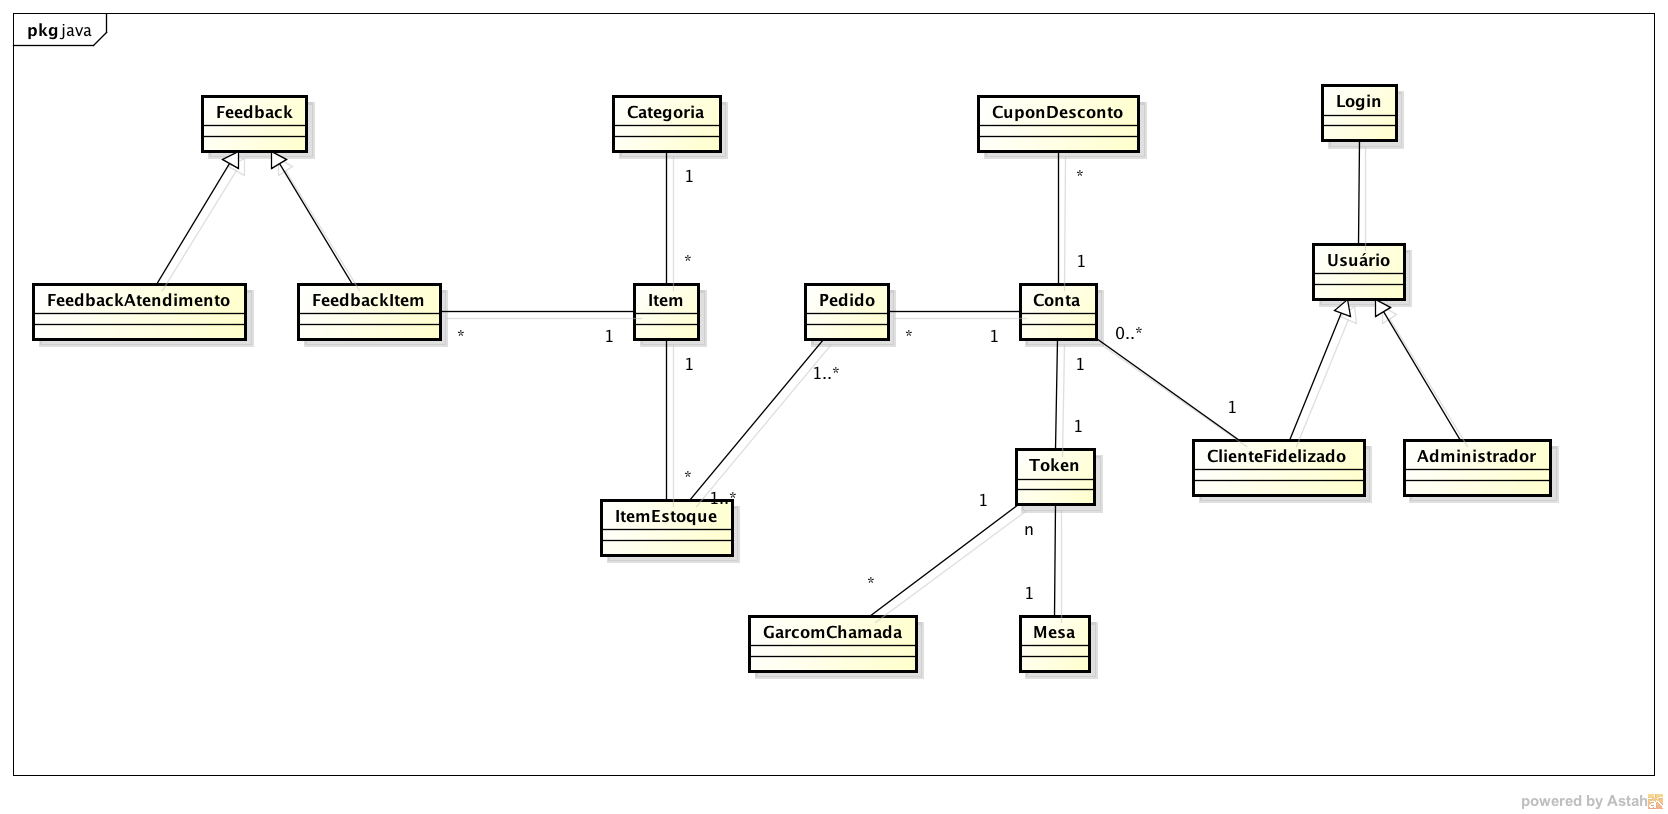 pkg java
Feedback
Categoria
CuponDesconto
Login
1
*
*
1
Usuário
FeedbackAtendimento
FeedbackItem
Item
Pedido
Conta
*
1
*
1
0..*
1
1..*
1
1
1
ClienteFidelizado
Administrador
Token
*
1..*
1
ItemEstoque
n
*
1
GarcomChamada
Mesa
powered by Astah